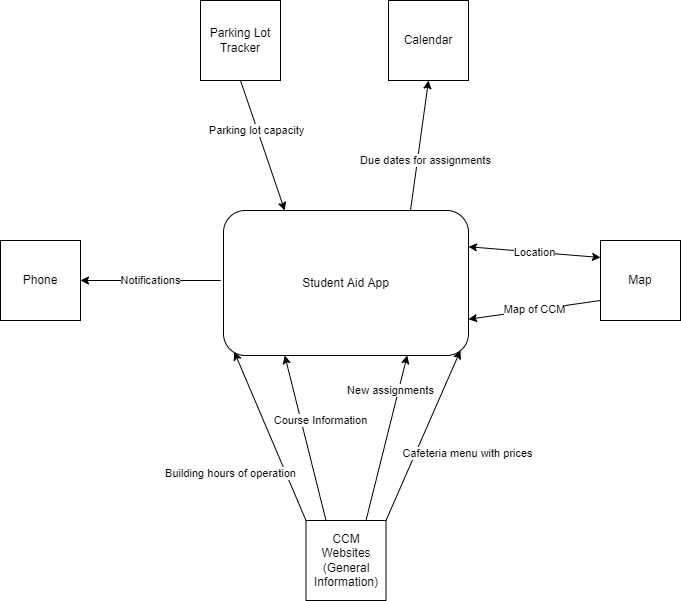 Parking Lot
Tracker
Calendar
Parking lot capacity
Due dates for assignments
Phone
Notifications
Student Aid App
Location
Map
Map of CCM
New assignments
Course Information
Cafeteria menu with prices
Building hours of operation
CCM
Websites
(General
Information)